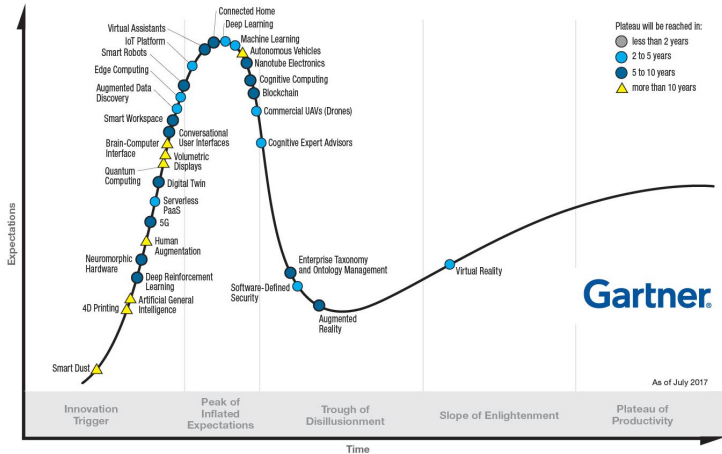 Connected Home
Deep Learning
Virtual Assistants
Machine Learning
IoT Platform
Autonomous Vehicles
Smart Robots
Nanotube Electronics
Edge Computing
Cognitive Computing
Augmented Data
Discovery
Blockchain
Smart Workspace
Commercial UAVs (Drones)
Conversational
User Interfaces
Brain-Computer
Interface
Cognitive Expert Advisors
Volumetric
Displays
Quantum
Computing
Digital Twin
Serverless
PaaS
5G
Human
Augmentation
Neuromorphic
Hardware
Deep Reinforcement
Learning
Artificial General
Intelligence
4D Printing
Smart Dust
Enterprise Taxonomy
and Ontology Management
Software-Defined
Security
Augmented
Reality
Virtual Reality
Plateau will be reached in:
less than 2 years
2 to 5 years
5 to 10 years
more than 10 years
Gartner®
As of July 2017
Expectations
Innovation
Trigger
Peak of
Inflated
Expectations
Trough of
Disillusionment
Slope of Enlightenment
Plateau of
Productivity
Time